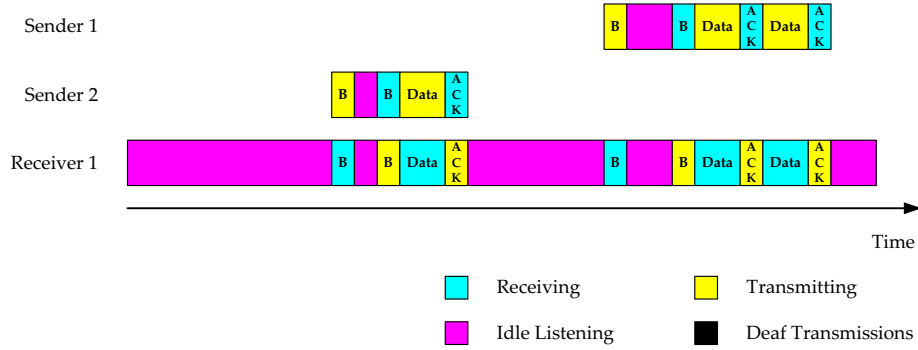 Sender 1
B
B
Data
A
C
K
Data
A
C
K
Sender 2
B
B
Data
A
C
K
Receiver 1
B
B
Data
A
C
K
B
B
Data
A
C
K
Data
A
C
K
Time
Receiving
Transmitting
Idle Listening
Deaf Transmissions